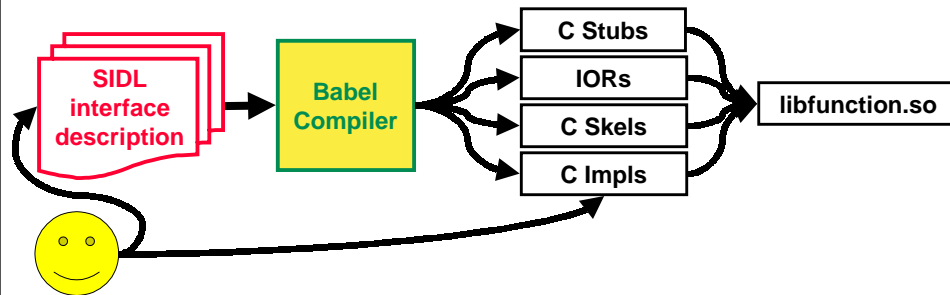 SIDL
interface
description
Babel
Compiler
C Stubs
IORs
C Skels
C Impls
libfunction.so